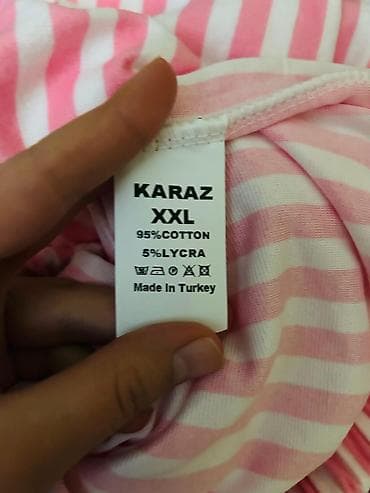 KARAZ
XXL
95%COTTON
5%LYCRA
Made In Turkey